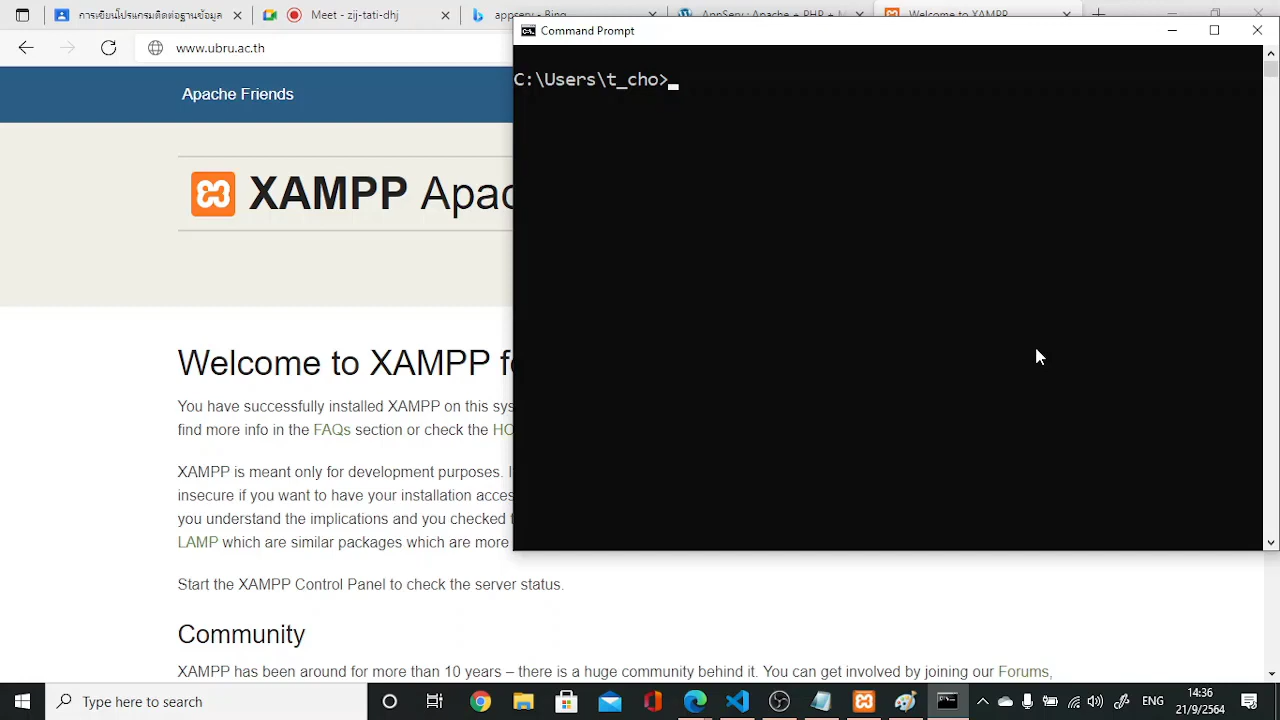 Meet - zij-tati-dhj
appserv - Bing
AppServ : Apache + PHP + M
Welcome to XAMPP
www.ubru.ac.th
Command Prompt
C:\Users\t_cho>
Apache Friends
XAMPP Apac
Welcome to XAMPP fo
You have successfully installed XAMPP on this sys
find more info in the FAQs section or check the HO
XAMPP is meant only for development purposes. I
insecure if you want to have your installation acces
you understand the implications and you checked t
LAMP which are similar packages which are more
Start the XAMPP Control Panel to check the server status.
Community
XAMPP has been around for more than 10 years – there is a huge community behind it. You can get involved by joining our Forums,
Type here to search
ENG
14:36
21/9/2564